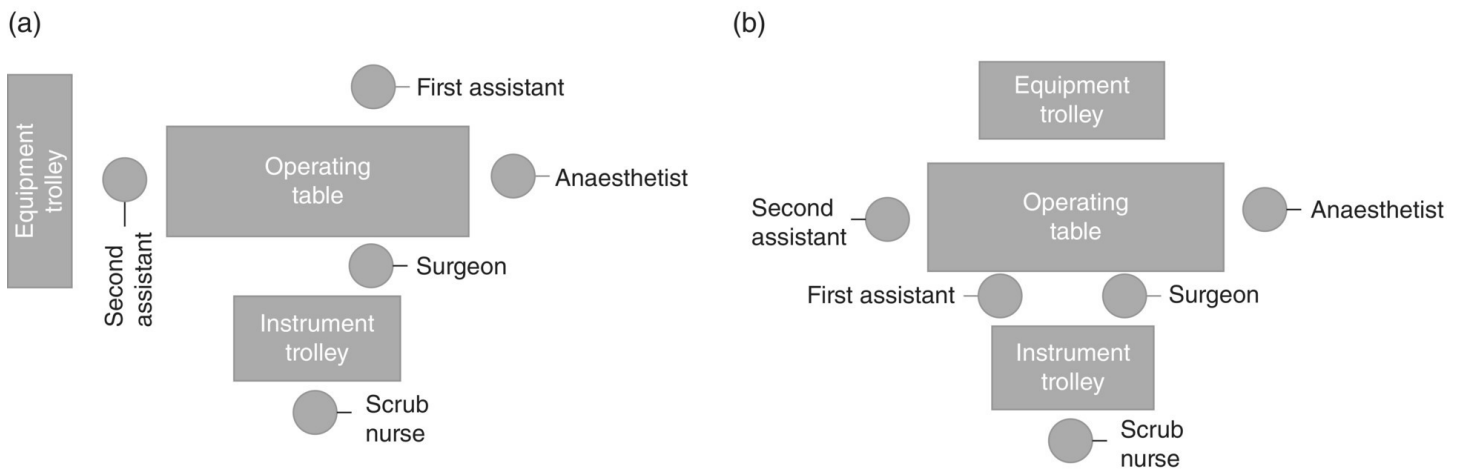 (a)
First assistant
Equipment
trolley
Operating
table
Anaesthetist
Second
assistant
Surgeon
Instrument
trolley
Scrub
nurse
(b)
Equipment
trolley
Second
assistant
Operating
table
Anaesthetist
First assistant
Surgeon
Instrument
trolley
Scrub
nurse